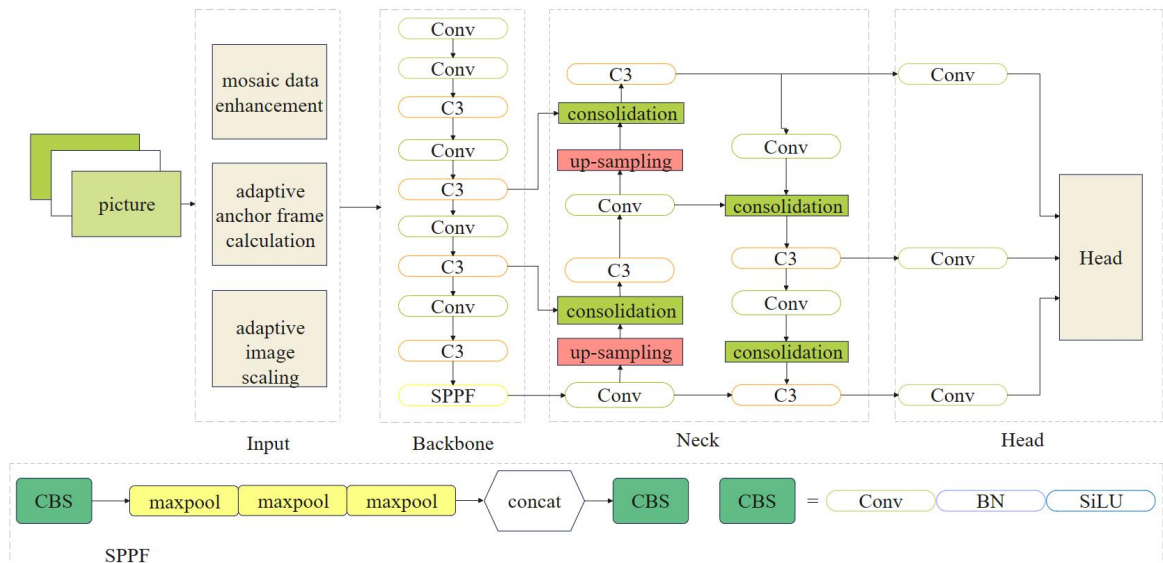 picture
mosaic data
enhancement
adaptive
anchor frame
calculation
adaptive
image
scaling
Input
Conv
Conv
C3
Conv
C3
Conv
C3
Conv
C3
SPPF
Backbone
C3
consolidation
up-sampling
Conv
C3
consolidation
up-sampling
Conv
Conv
consolidation
C3
Conv
consolidation
C3
Neck
Conv
Conv
Conv
Head
Head
CBS
maxpool
maxpool
maxpool
concat
CBS
CBS
=
Conv
BN
SiLU
SPPF